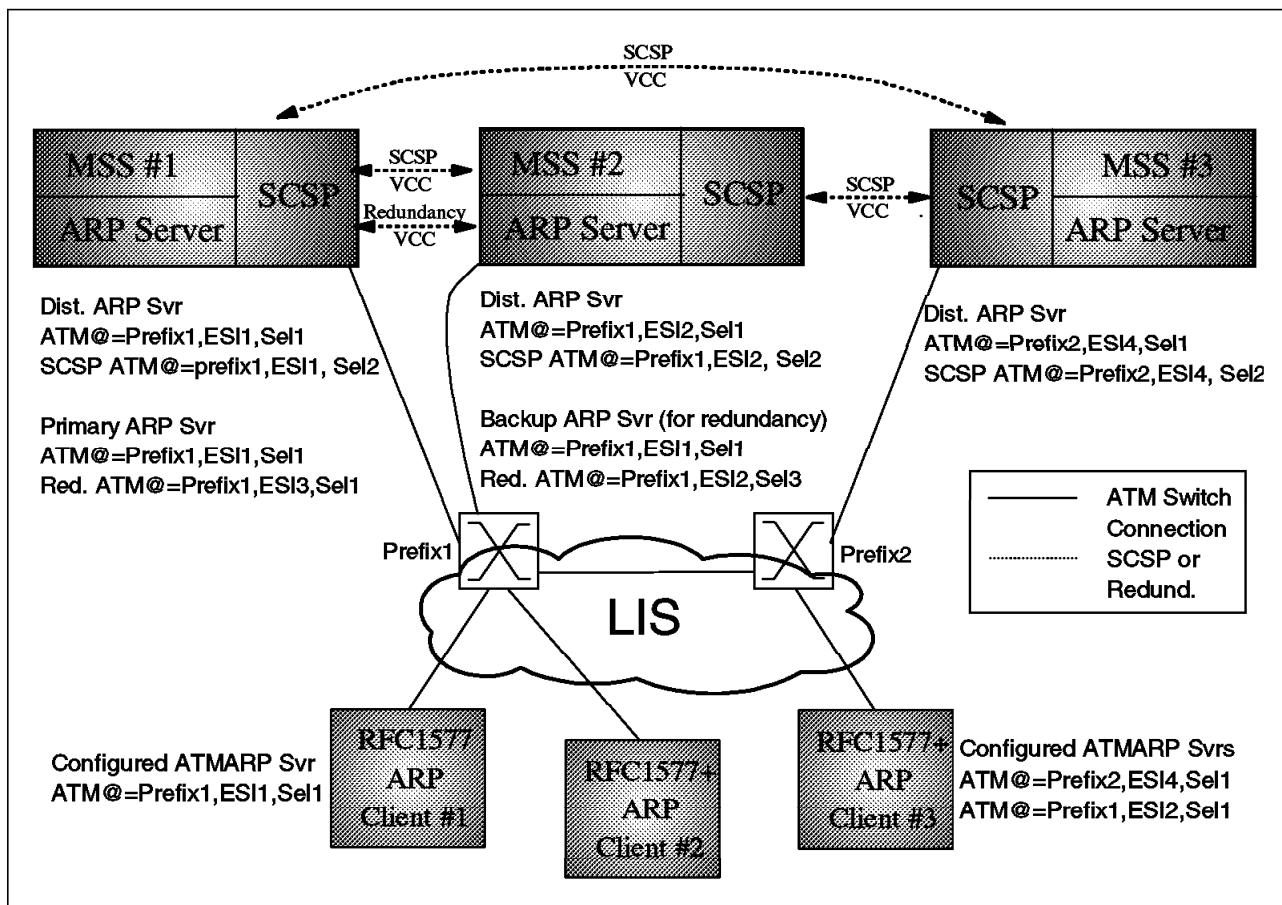 SCSP
VCC
MSS #1
ARP Server
SCSP
SCSP
VCC
Redundancy
VCC
MSS #2
ARP Server
SCSP
SCSP
VCC
SCSP
MSS #3
ARP Server
Dist. ARP Svr
ATM@=Prefix1,ESI1,Sel1
SCSP ATM@=prefix1,ESI1, Sel2
Primary ARP Svr
ATM@=Prefix1,ESI1,Sel1
Red. ATM@=Prefix1,ESI3,Sel1
Dist. ARP Svr
ATM@=Prefix1,ESI2,Sel1
SCSP ATM@=Prefix1,ESI2, Sel2
Backup ARP Svr (for redundancy)
ATM@=Prefix1,ESI1,Sel1
Red. ATM@=Prefix1,ESI2,Sel3
Dist. ARP Svr
ATM@=Prefix2,ESI4,Sel1
SCSP ATM@=Prefix2,ESI4, Sel2
ATM Switch
Connection
SCSP or
Redund.
Prefix1
Prefix2
LIS
Configured ATMARP Svr
ATM@=Prefix1,ESI1,Sel1
RFC1577
ARP
Client #1
RFC1577+
ARP
Client #2
RFC1577+
ARP
Client #3
Configured ATMARP Svrs
ATM@=Prefix2,ESI4,Sel1
ATM@=Prefix1,ESI2,Sel1